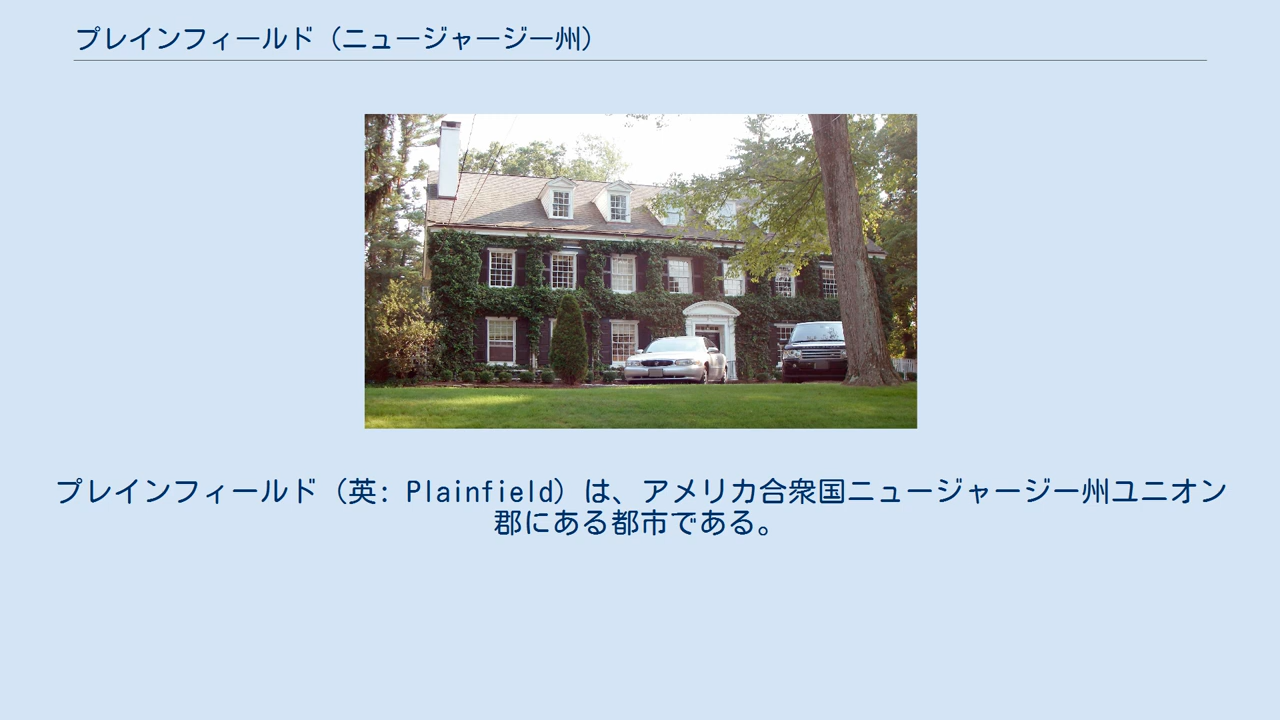 プレインフィールド（ニュージャージー州）
プレインフィールド（英: Plainfield）は、アメリカ合衆国ニュージャージー州ユニオン
郡にある都市である。